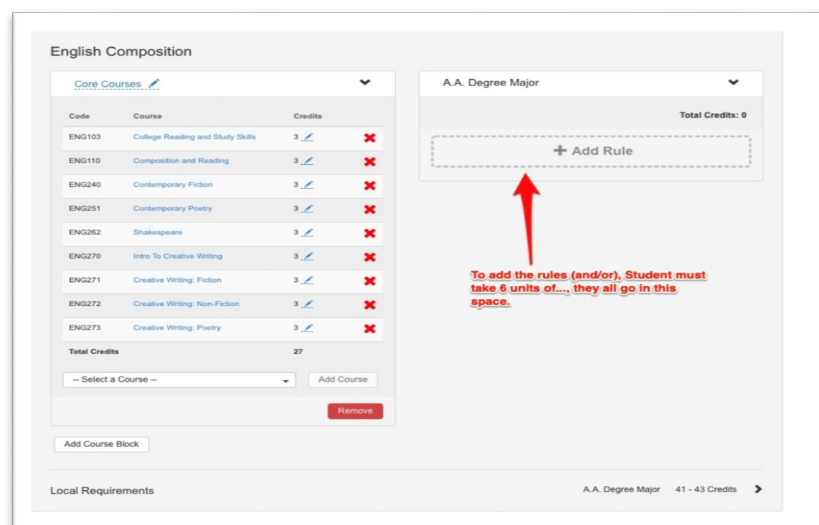 English Composition
Core Courses
Code Course Credits
ENG103 College Reading and Study Skills 3
ENG110 Composition and Reading 3
ENG240 Contemporary Fiction 3
ENG251 Contemporary Poetry 3
ENG262 Shakespeare 3
ENG270 Intro To Creative Writing 3
ENG271 Creative Writing: Fiction 3
ENG272 Creative Writing: Non-Fiction 3
ENG273 Creative Writing: Poetry 3
Total Credits 27
-- Select a Course -- Add Course
Remove
Add Course Block
A.A. Degree Major
Total Credits: 0
+ Add Rule
To add the rules (and/or), Student must
take 6 units of..., they all go in this
space.
Local Requirements A.A. Degree Major 41 - 43 Credits